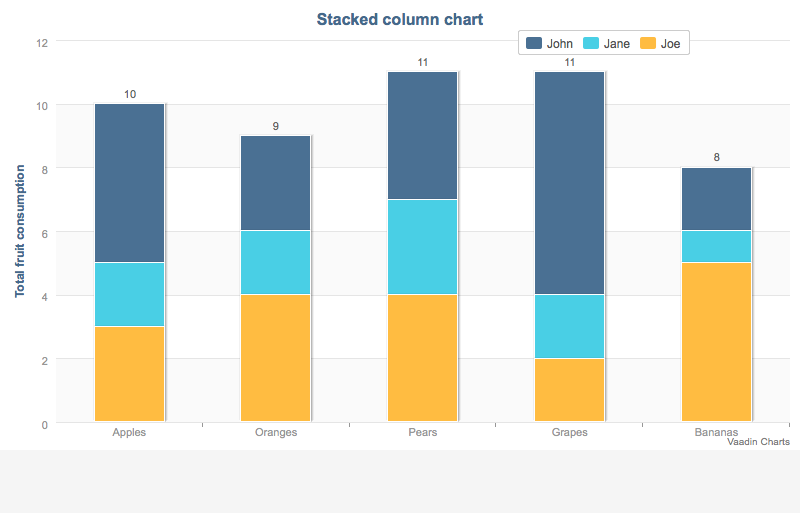 Stacked column chart
John Jane Joe
Total fruit consumption
12
10
8
6
4
2
0
10
9
11
11
8
Apples Oranges Pears Grapes Bananas
Vaadin Charts